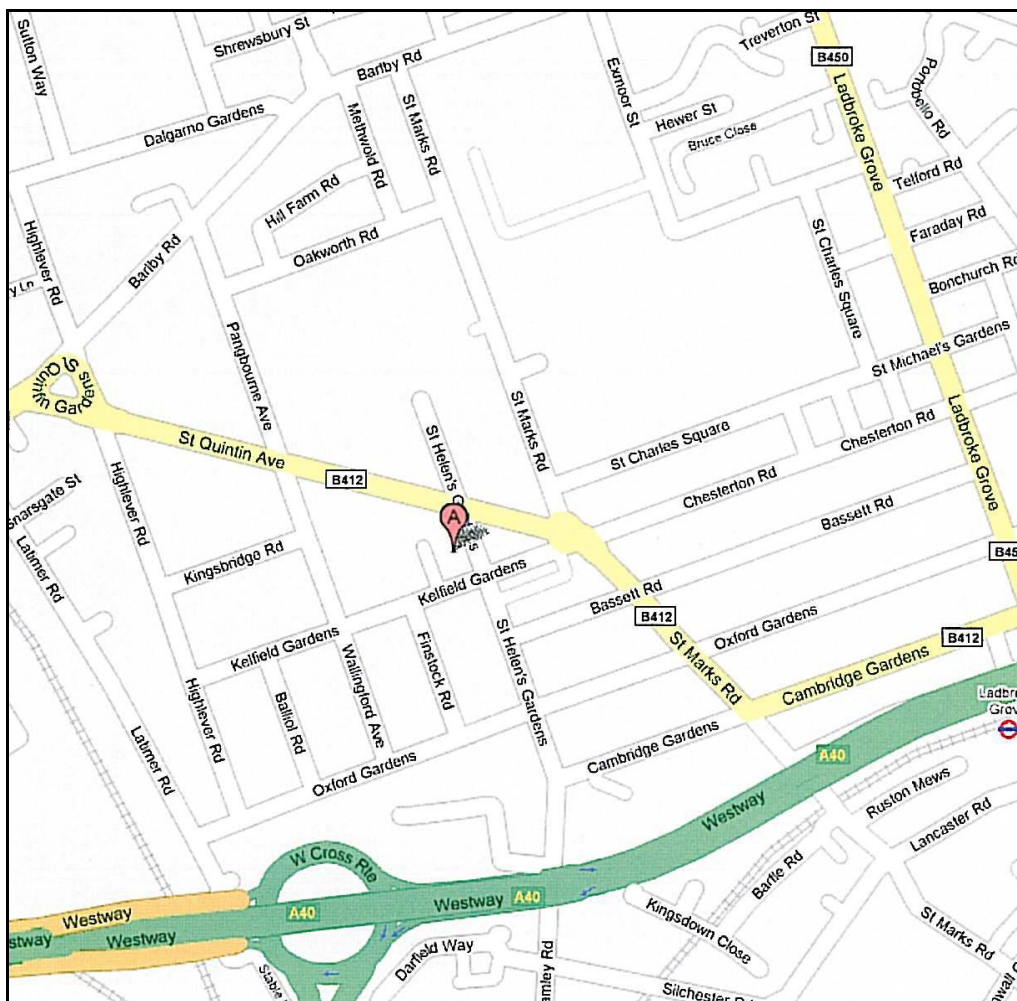 Sutton Way
Shrewsbury St
Treverton St
B450
Barlby Rd
Exmoor St
Portobello Rd
Methwold Rd
St Marks Rd
Hewer St
Ladbroke Grove
Dalgarno Gardens
Bruce Close
Telford Rd
Hill Farm Rd
Faraday Rd
Highlever Rd
Barlby Rd
Oakworth Rd
St Charles Square
Bonchurch Rd
Ln
St Michael's Gardens
Pangbourne Ave
St Quintin Gardens
St Marks Rd
Ladbroke Grove
Chesterton Rd
St Helen's
St Charles Square
St Quintin Ave
B412
Chesterton Rd
Highlever Rd
Snarsgate St
Bassett Rd
A
Latimer Rd
Kingsbridge Rd
Kelfield Gardens
Bassett Rd
B412
Oxford Gardens
B412
Kelfield Gardens
Finstock Rd
St Helen's Gardens
St Marks Rd
Cambridge Gardens
Wallingford Ave
Highlever Rd
Balliol Rd
Latimer Rd
Cambridge Gardens
Oxford Gardens
A40
Westway
Ruston Mews
Lancaster Rd
W Cross Rte
Bartle Rd
Westway
A40
Westway
A40
Westway
Kingsdown Close
St Marks Rd
Darfield Way
Stable
Silchester Rd